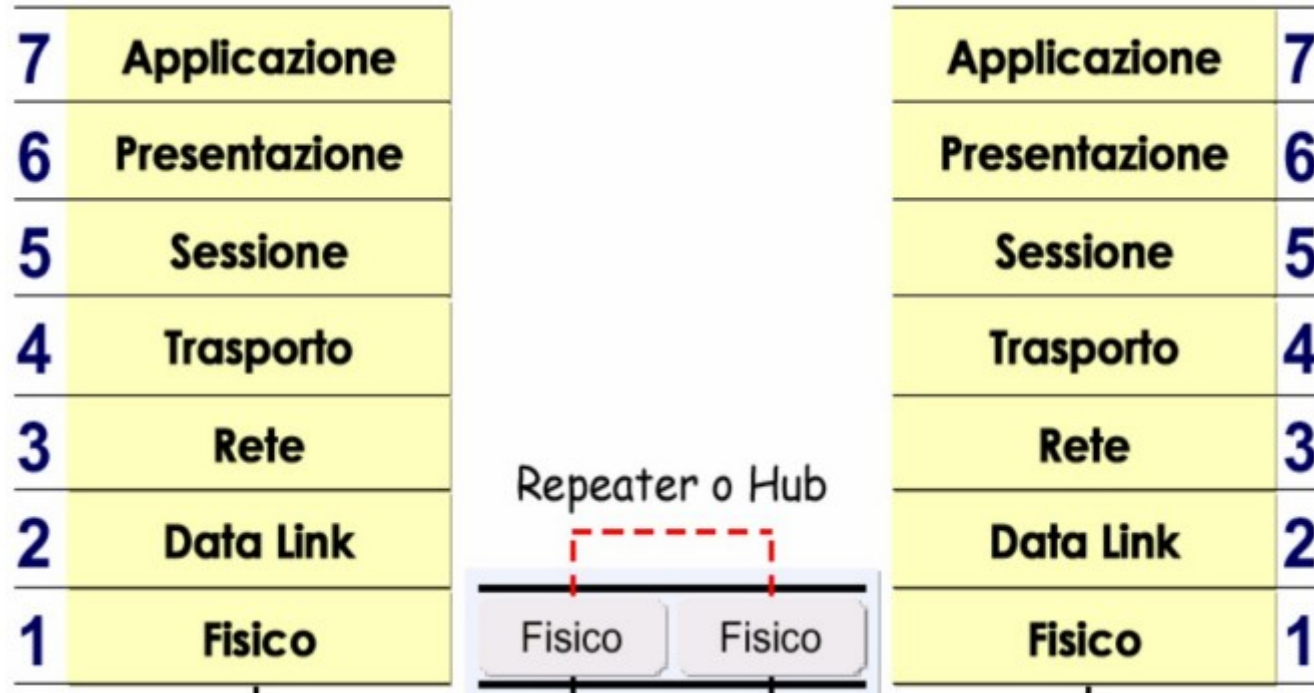 7 Applicazione Applicazione 7
6 Presentazione Presentazione 6
5 Sessione Sessione 5
4 Trasporto Trasporto 4
3 Rete Rete 3
Repeater o Hub
2 Data Link Data Link 2
1 Fisico Fisico Fisico Fisico 1